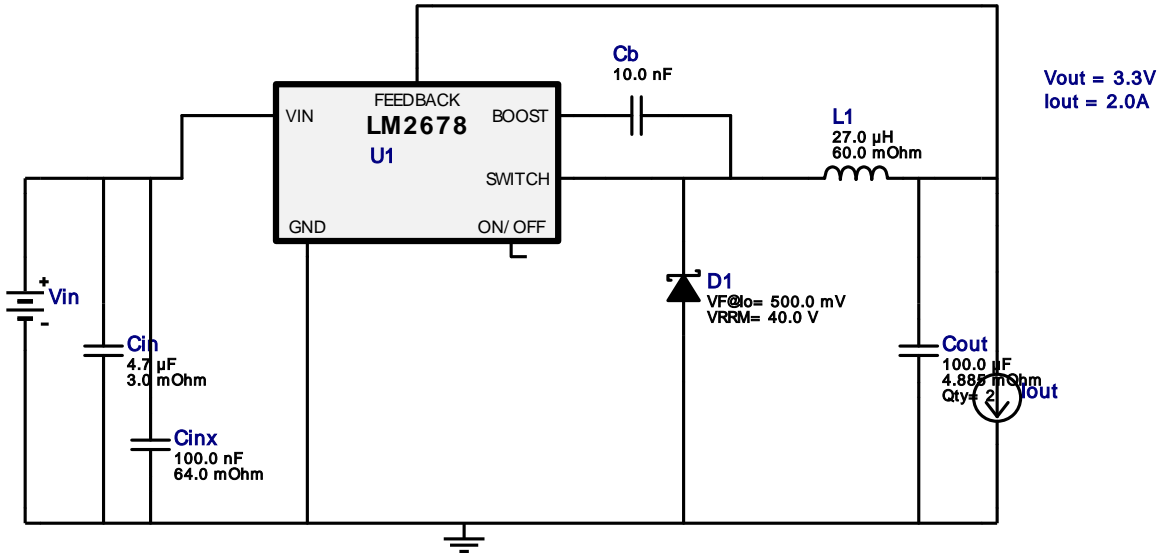 Cb
10.0 nF
Vout = 3.3V
Iout = 2.0A
FEEDBACK
VIN
LM2678
BOOST
U1
L1
27.0 µH
60.0 mOhm
SWITCH
GND
ON/ OFF
+
Vin
-
D1
VF@Io= 500.0 mV
VRRM= 40.0 V
Cin
4.7 µF
3.0 mOhm
Cout
100.0 µF
4.885 mOhm
Qty= 2
Iout
Cinx
100.0 nF
64.0 mOhm